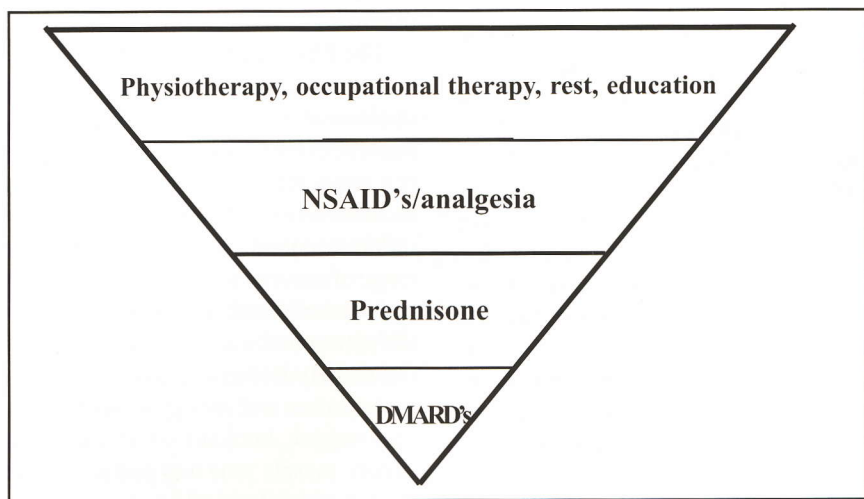 Physiotherapy, occupational therapy, rest, education
NSAID's/analgesia
Prednisone
DMARD's